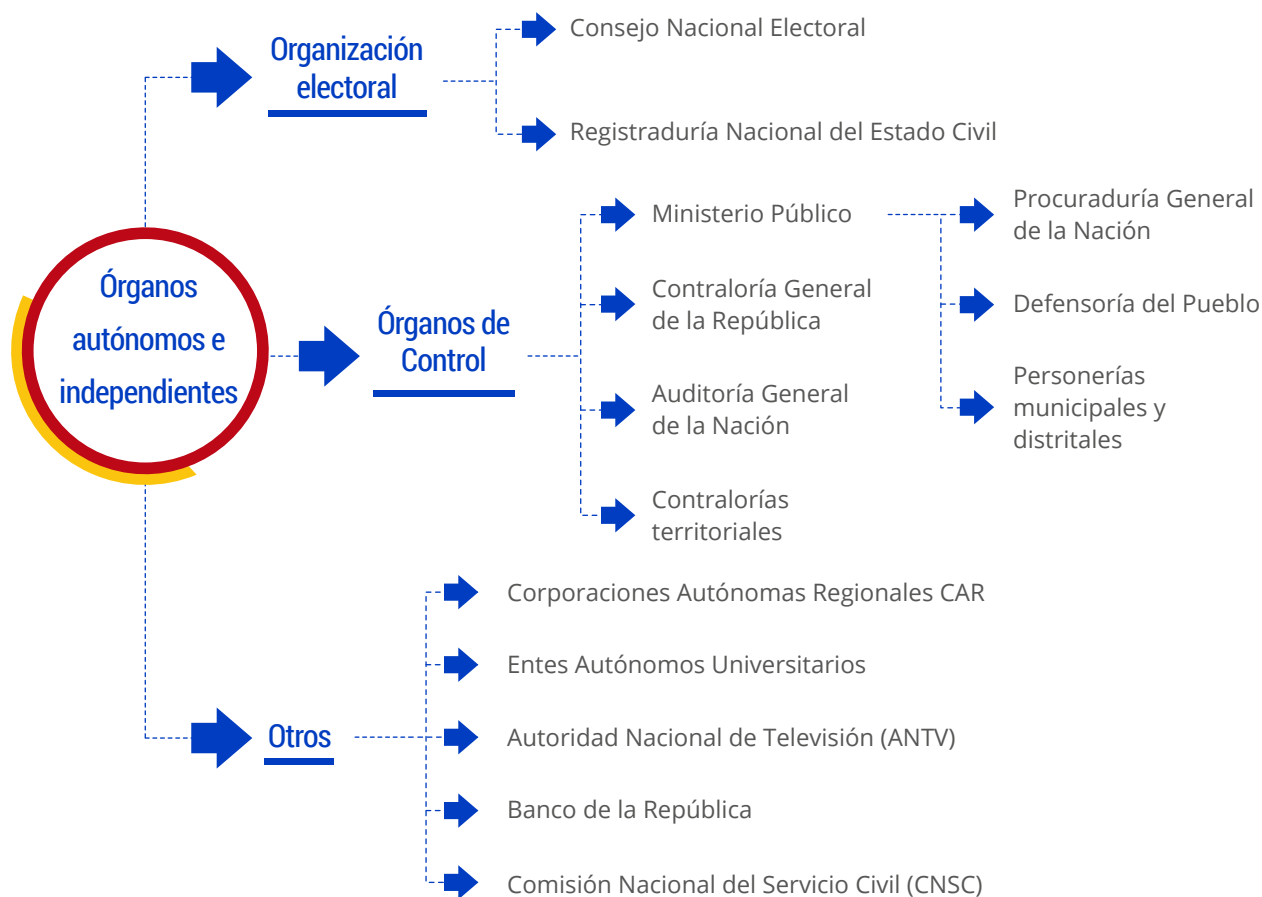 Órganos
autónomos e
independientes
Organización
electoral
Consejo Nacional Electoral
Registraduría Nacional del Estado Civil
Órganos de
Control
Ministerio Público
Procuraduría General
de la Nación
Defensoría del Pueblo
Personerías
municipales y
distritales
Contraloría General
de la República
Auditoría General
de la Nación
Contralorías
territoriales
Otros
Corporaciones Autónomas Regionales CAR
Entes Autónomos Universitarios
Autoridad Nacional de Televisión (ANTV)
Banco de la República
Comisión Nacional del Servicio Civil (CNSC)